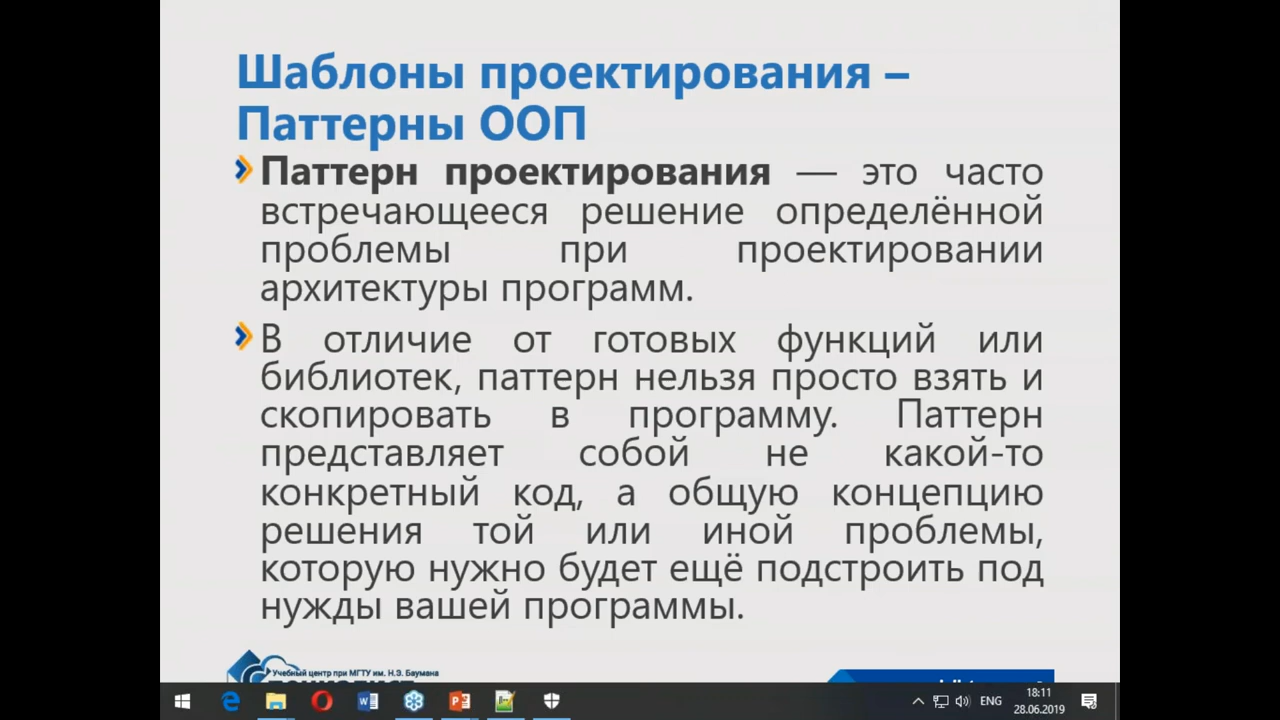 Шаблоны проектирования –
Паттерны ООП
Паттерн проектирования — это часто
встречающееся решение определённой
проблемы при проектировании
архитектуры программ.
В отличие от готовых функций или
библиотек, паттерн нельзя просто взять и
скопировать в программу. Паттерн
представляет собой не какой-то
конкретный код, а общую концепцию
решения той или иной проблемы,
которую нужно будет ещё подстроить под
нужды вашей программы.
Учебный центр при МГТУ им. Н.Э. Баумана
ENG
18:11
28.06.2019